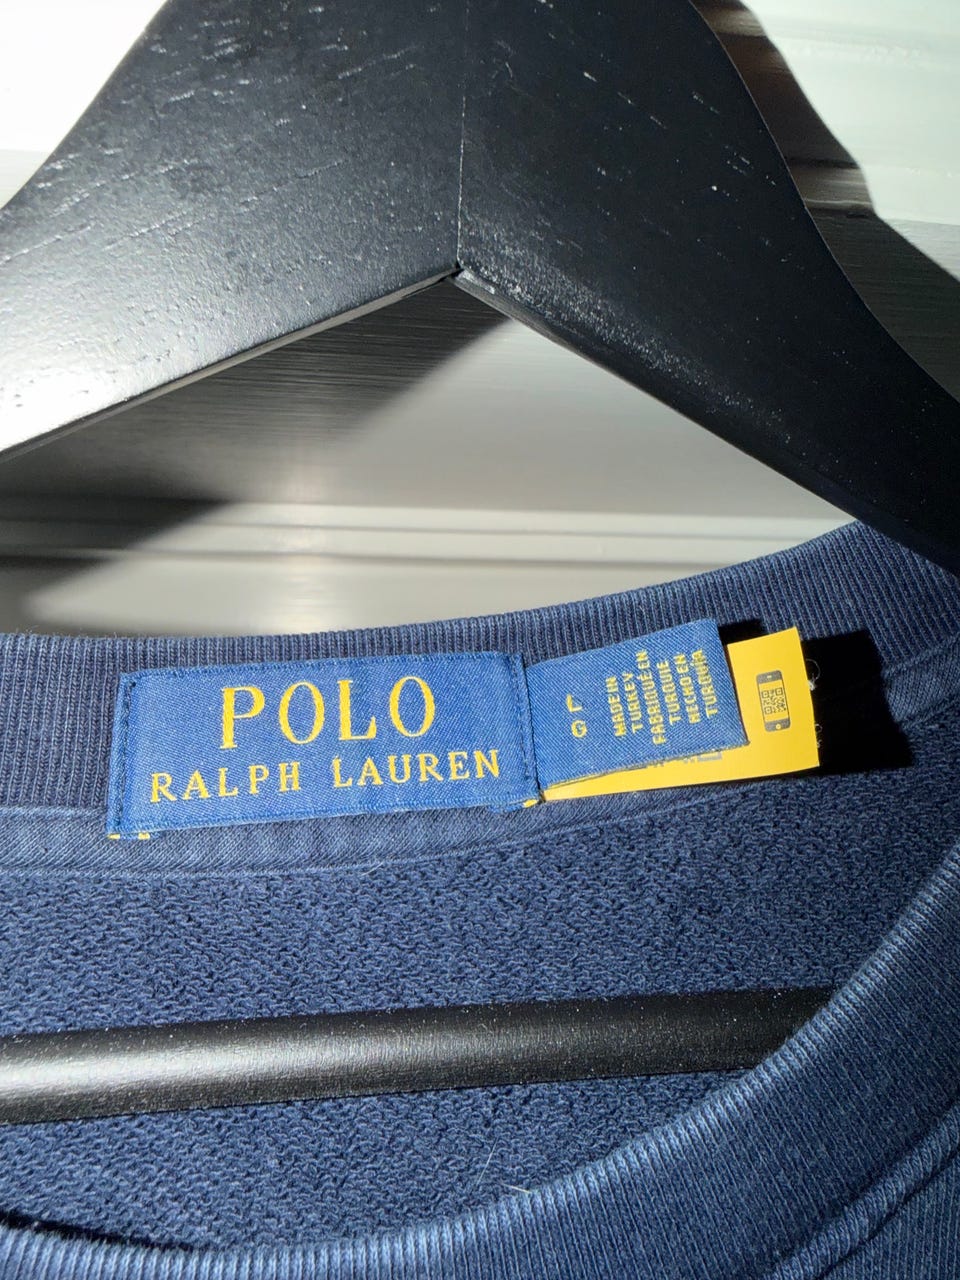 POLO
RALPH LAUREN
L
G
MADE IN
TURKEY
FABRIQUÉ EN
TURQUIE
HECHO EN
TURQUÍA